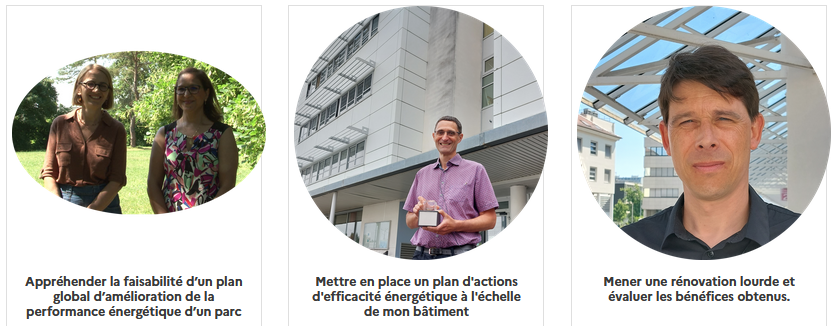 Appréhender la faisabilité d’un plan
global d’amélioration de la
performance énergétique d’un parc
Mettre en place un plan d'actions
d'efficacité énergétique à l'échelle
de mon bâtiment
Mener une rénovation lourde et
évaluer les bénéfices obtenus.